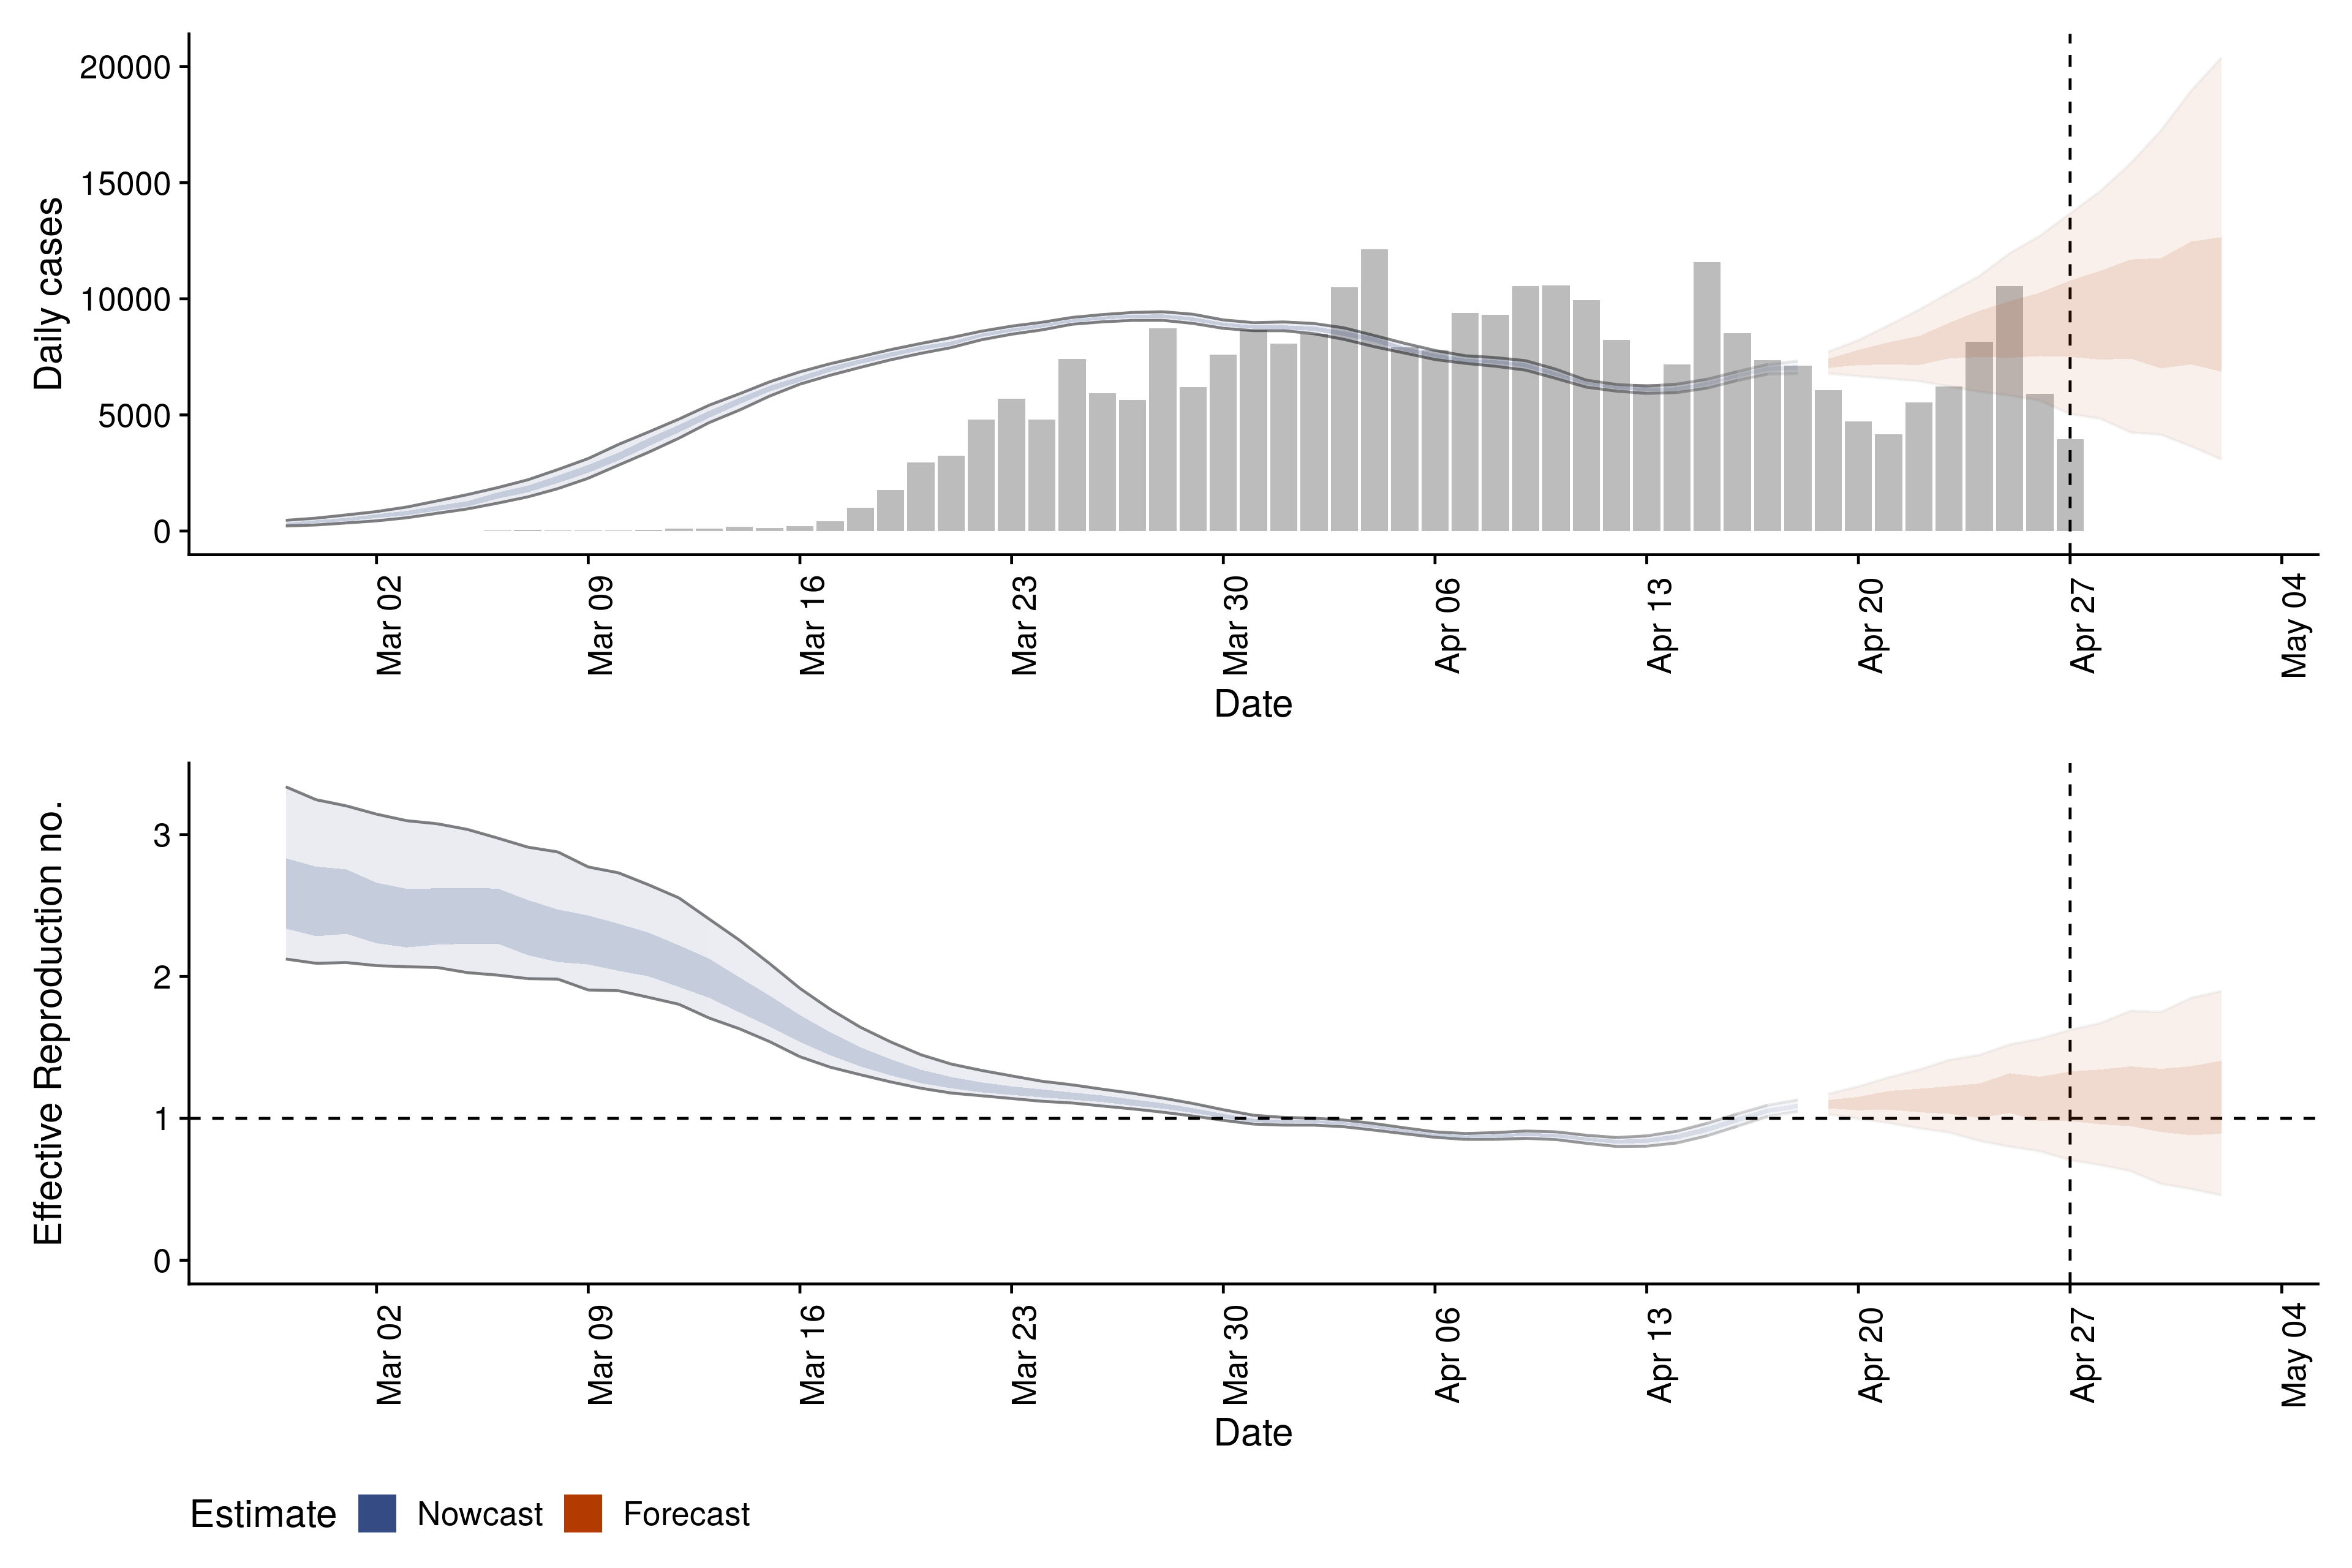 Daily cases
20000
15000
10000
5000
0
Mar 02
Mar 09
Mar 16
Mar 23
Mar 30
Apr 06
Apr 13
Apr 20
Apr 27
May 04
Date
Effective Reproduction no.
3
2
1
0
Mar 02
Mar 09
Mar 16
Mar 23
Mar 30
Apr 06
Apr 13
Apr 20
Apr 27
May 04
Date
Estimate Nowcast Forecast